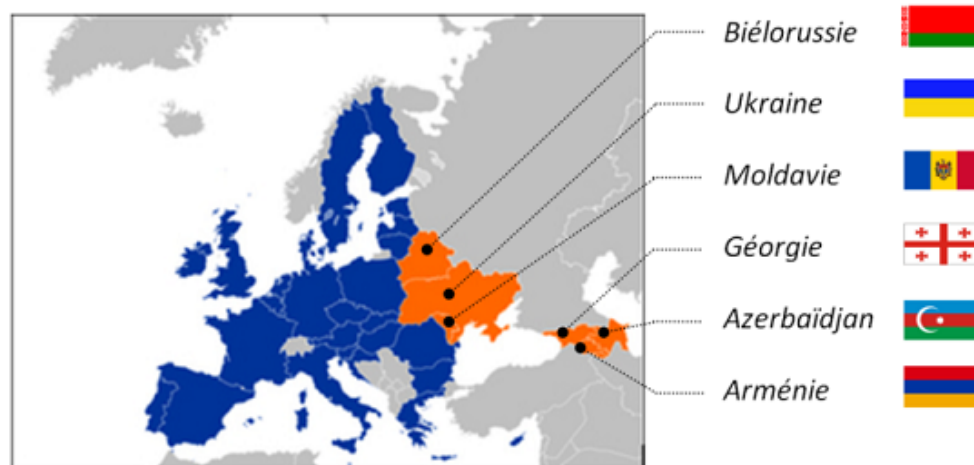 Biélorussie
Ukraine
Moldavie
Géorgie
Azerbaïdjan
Arménie